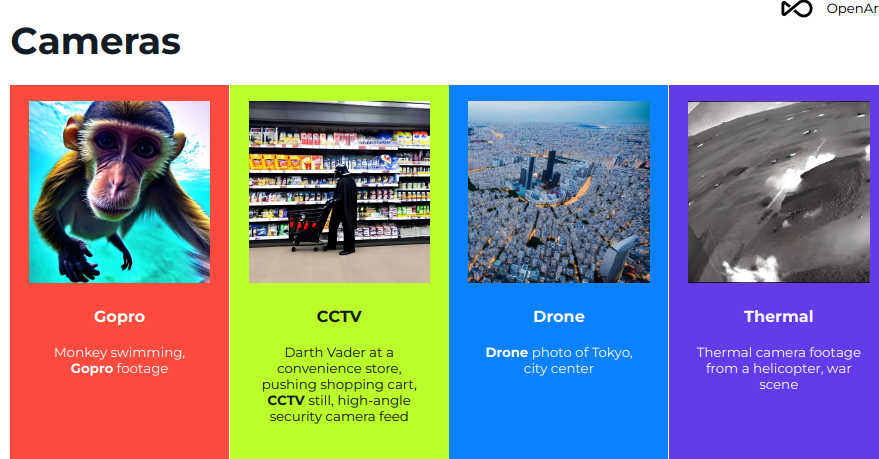 OpenAr
Cameras
Gopro
Monkey swimming,
Gopro footage
CCTV
Darth Vader at a
convenience store,
pushing shopping cart,
CCTV still, high-angle
security camera feed
Drone
Drone photo of Tokyo,
city center
Thermal
Thermal camera footage
from a helicopter, war
scene